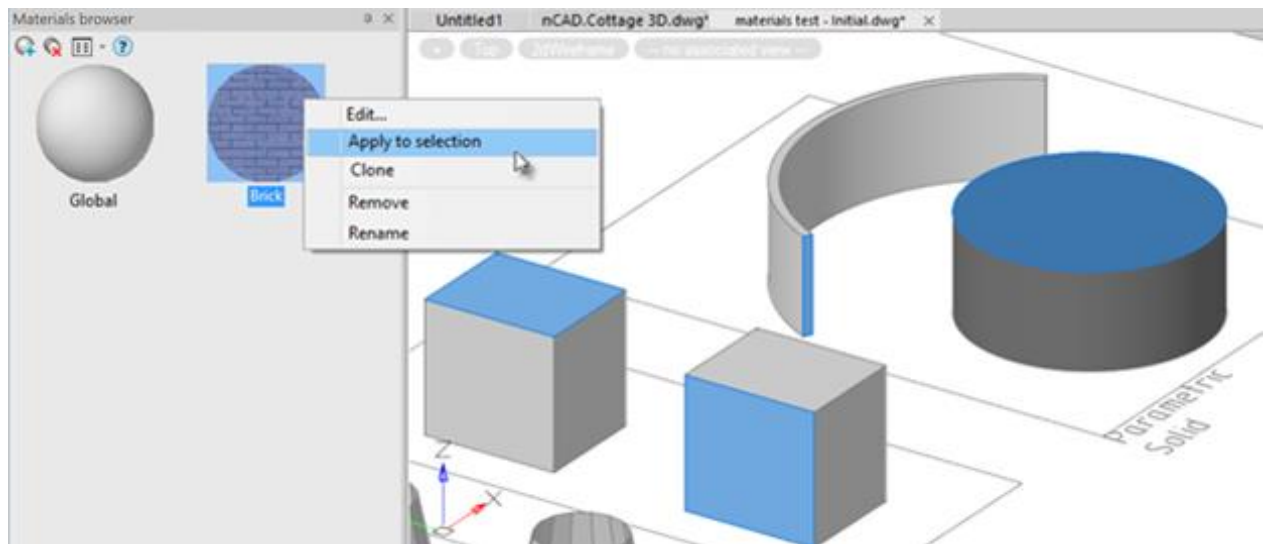 Materials browser
Untitled1
nCAD.Cottage 3D.dwg*
materials test - Initial.dwg*
+
Top
2dWireframe
-- no associated view --
Global
Brick
Edit...
Apply to selection
Clone
Remove
Rename
Parametric
Solid
Z
X